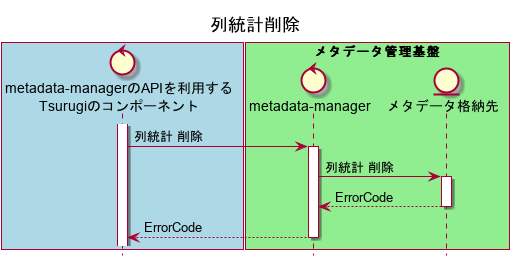 列統計削除
メタデータ管理基盤
metadata-managerのAPIを利用する
Tsurugiのコンポーネント
metadata-manager
メタデータ格納先
列統計 削除
列統計 削除
ErrorCode
ErrorCode